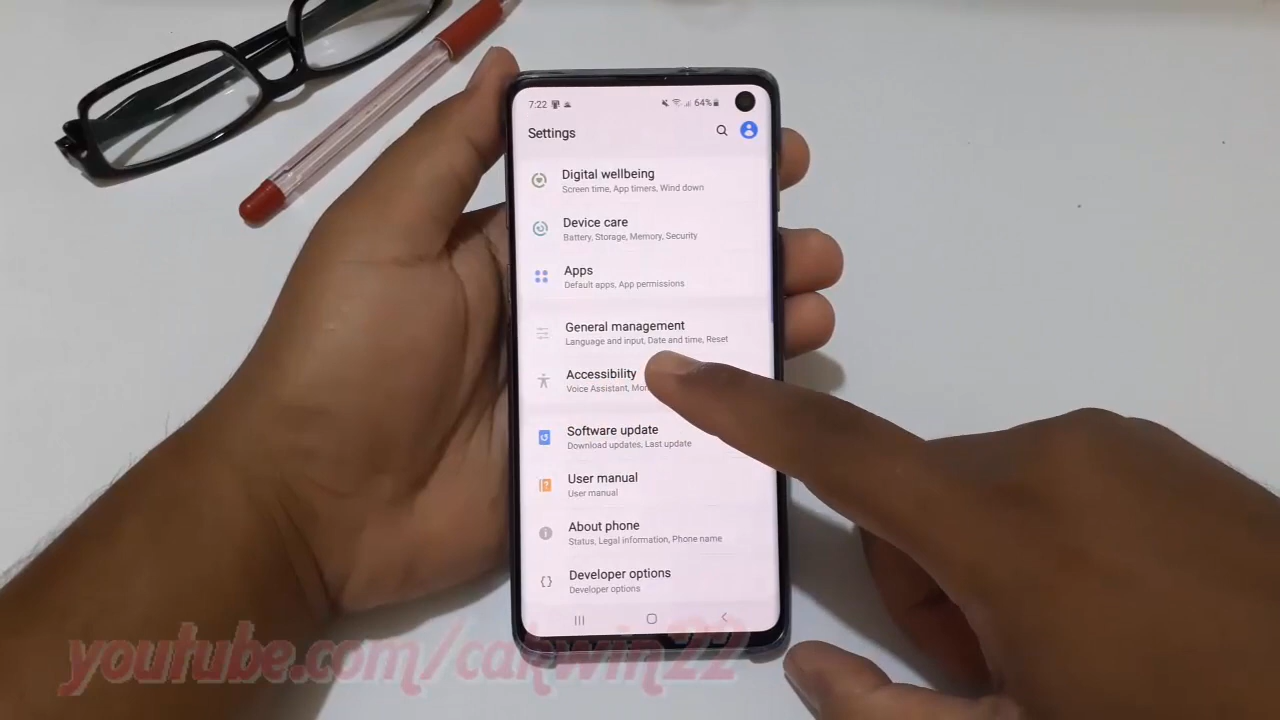 7:22
64%
Settings
Digital wellbeing
Screen time, App timers, Wind down
Device care
Battery, Storage, Memory, Security
Apps
Default apps, App permissions
General management
Language and input, Date and time, Reset
Accessibility
Voice Assistant,
Software update
Download updates, Last update
User manual
User manual
About phone
Status, Legal information, Phone name
Developer options
Developer options
youtube.com/cakwin22